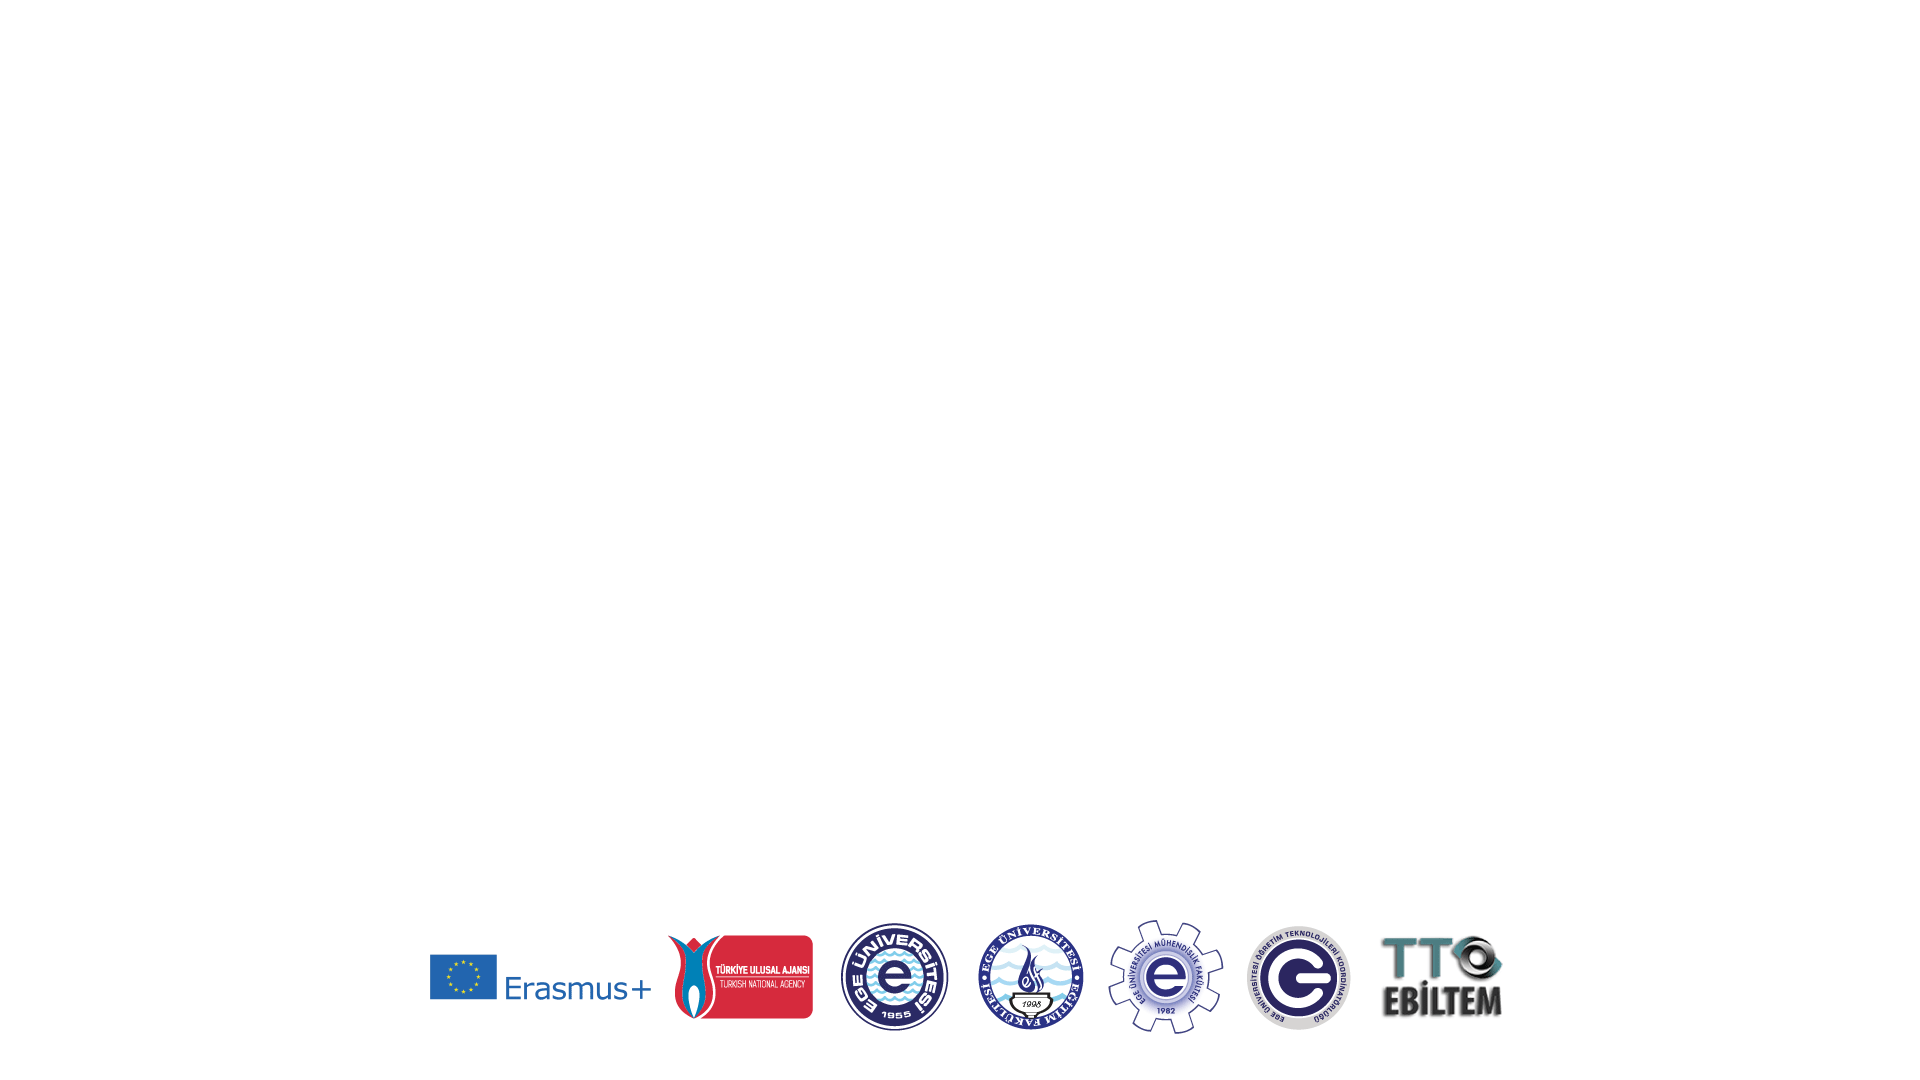 Erasmus+
TÜRKİYE ULUSAL AJANSI
TURKISH NATIONAL AGENCY
EGE ÜNİVERSİTESİ
1955
EGE ÜNİVERSİTESİ
EĞİTİM FAKÜLTESİ
eff
1998
EGE ÜNİVERSİTESİ MÜHENDİSLİK FAKÜLTESİ
e
1982
EGE ÜNİVERSİTESİ ÖĞRETİM TEKNOLOJİLERİ KOORDİNATÖRLÜĞÜ
TTO
EBİLTEM